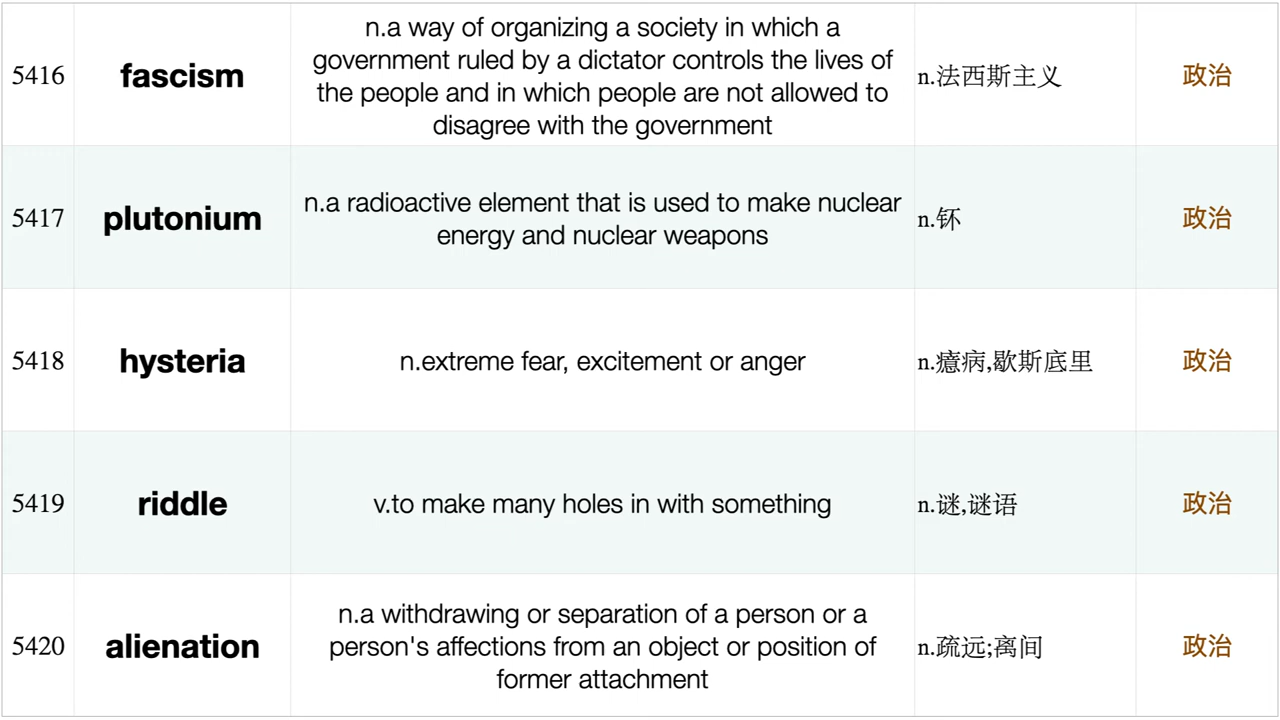 5416
fascism
n.a way of organizing a society in which a
government ruled by a dictator controls the lives of
the people and in which people are not allowed to
disagree with the government
n.法西斯主义
政治
5417
plutonium
n.a radioactive element that is used to make nuclear
energy and nuclear weapons
n.钚
政治
5418
hysteria
n.extreme fear, excitement or anger
n.癔病,歇斯底里
政治
5419
riddle
v.to make many holes in with something
n.谜,谜语
政治
5420
alienation
n.a withdrawing or separation of a person or a
person's affections from an object or position of
former attachment
n.疏远;离间
政治